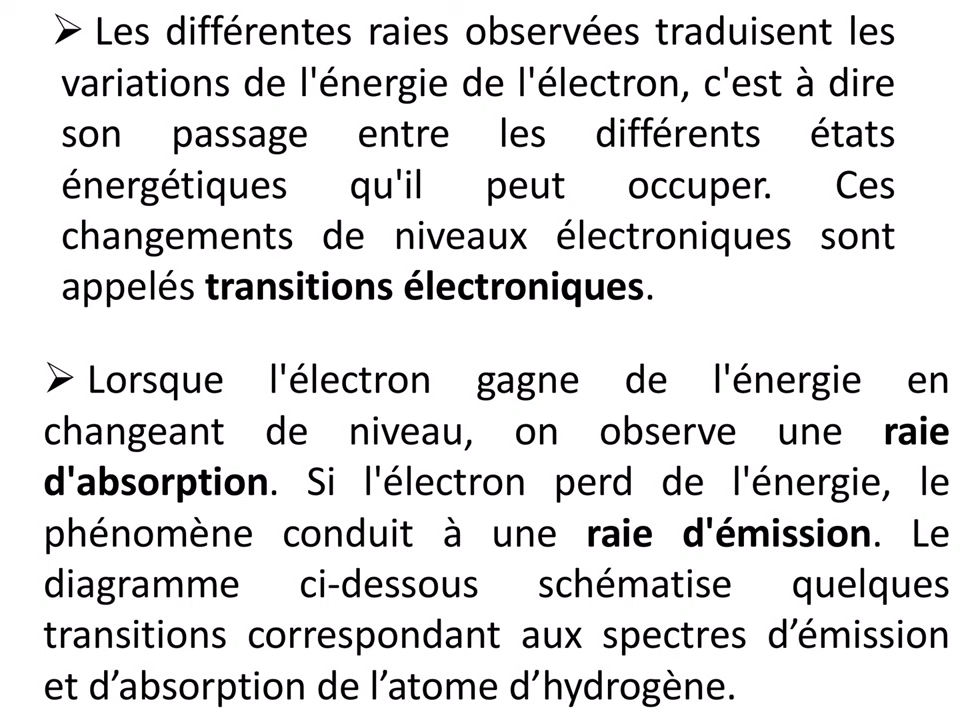 ➢ Les différentes raies observées traduisent les
variations de l'énergie de l'électron, c'est à dire
son passage entre les différents états
énergétiques qu'il peut occuper. Ces
changements de niveaux électroniques sont
appelés transitions électroniques.
➢ Lorsque l'électron gagne de l'énergie en
changeant de niveau, on observe une raie
d'absorption. Si l'électron perd de l'énergie, le
phénomène conduit à une raie d'émission. Le
diagramme ci-dessous schématise quelques
transitions correspondant aux spectres d’émission
et d’absorption de l’atome d’hydrogène.